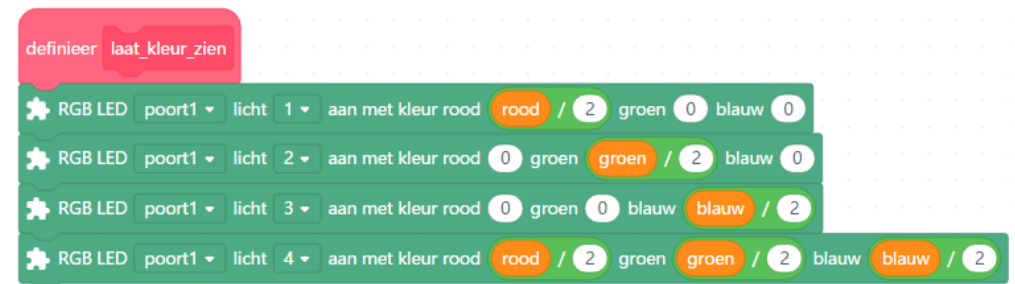 definieer laat_kleur_zien
RGB LED poort1 licht 1 aan met kleur rood rood / 2 groen 0 blauw 0
RGB LED poort1 licht 2 aan met kleur rood 0 groen groen / 2 blauw 0
RGB LED poort1 licht 3 aan met kleur rood 0 groen 0 blauw blauw / 2
RGB LED poort1 licht 4 aan met kleur rood rood / 2 groen groen / 2 blauw blauw / 2